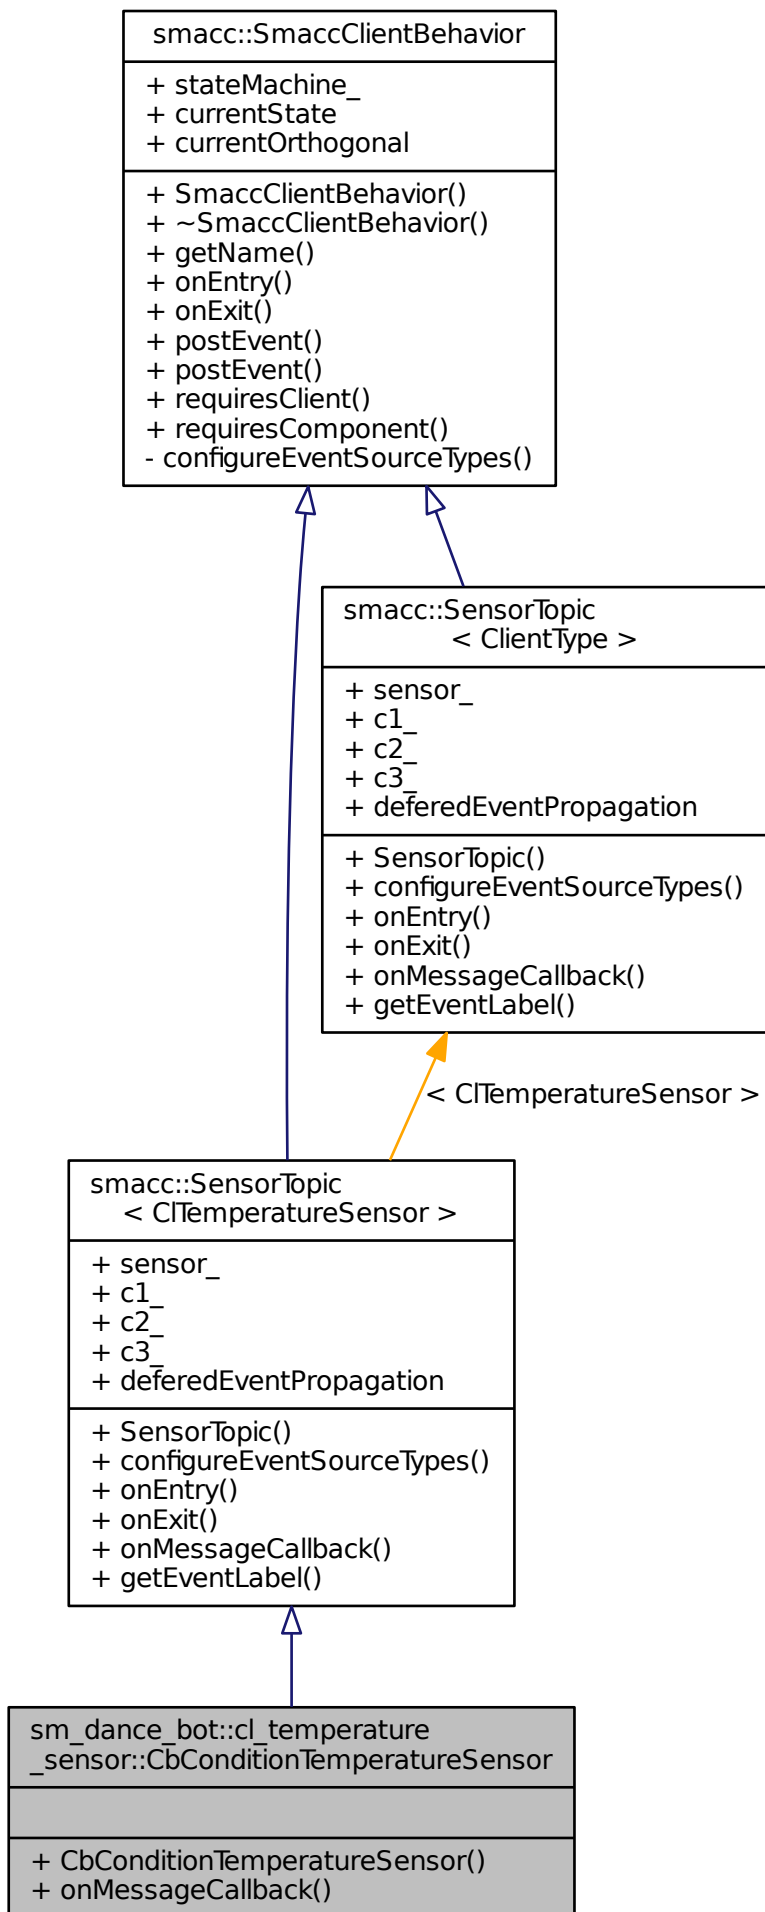 smacc::SmaccClientBehavior
+ stateMachine_
+ currentState
+ currentOrthogonal
+ SmaccClientBehavior()
+ ~SmaccClientBehavior()
+ getName()
+ onEntry()
+ onExit()
+ postEvent()
+ postEvent()
+ requiresClient()
+ requiresComponent()
- configureEventSourceTypes()
smacc::SensorTopic
< ClientType >
+ sensor_
+ c1_
+ c2_
+ c3_
+ deferedEventPropagation
+ SensorTopic()
+ configureEventSourceTypes()
+ onEntry()
+ onExit()
+ onMessageCallback()
+ getEventLabel()
< ClTemperatureSensor >
smacc::SensorTopic
< ClTemperatureSensor >
+ sensor_
+ c1_
+ c2_
+ c3_
+ deferedEventPropagation
+ SensorTopic()
+ configureEventSourceTypes()
+ onEntry()
+ onExit()
+ onMessageCallback()
+ getEventLabel()
sm_dance_bot::cl_temperature
_sensor::CbConditionTemperatureSensor
+ CbConditionTemperatureSensor()
+ onMessageCallback()